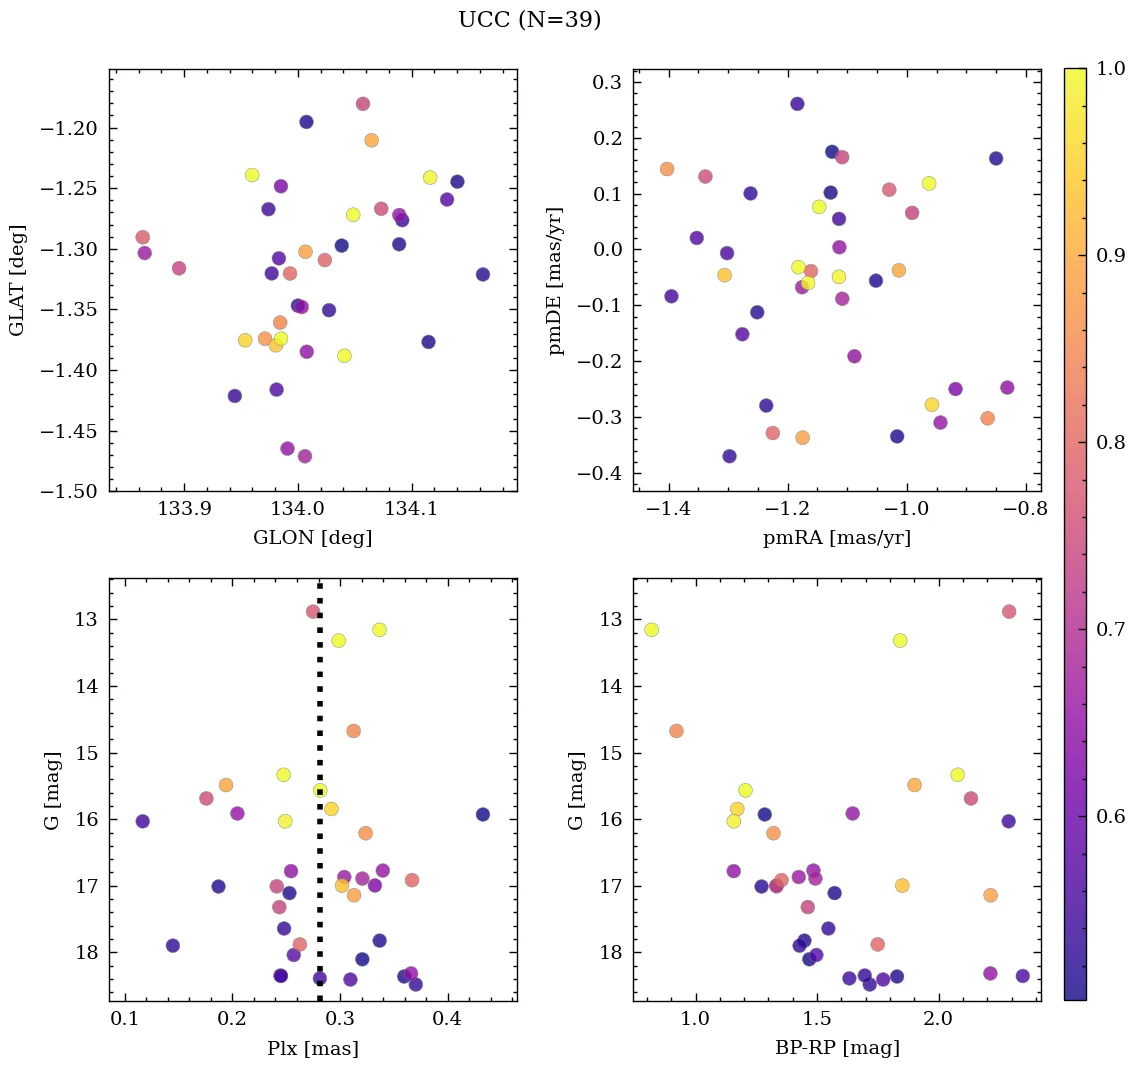 UCC (N=39)
−1.20
−1.25
−1.30
−1.35
−1.40
−1.45
−1.50
GLAT [deg]
133.9 134.0 134.1
GLON [deg]
0.3
0.2
0.1
0.0
−0.1
−0.2
−0.3
−0.4
pmDE [mas/yr]
−1.4 −1.2 −1.0 −0.8
pmRA [mas/yr]
13
14
15
16
17
18
G [mag]
0.1 0.2 0.3 0.4
Plx [mas]
13
14
15
16
17
18
G [mag]
1.0 1.5 2.0
BP-RP [mag]
1.0
0.9
0.8
0.7
0.6